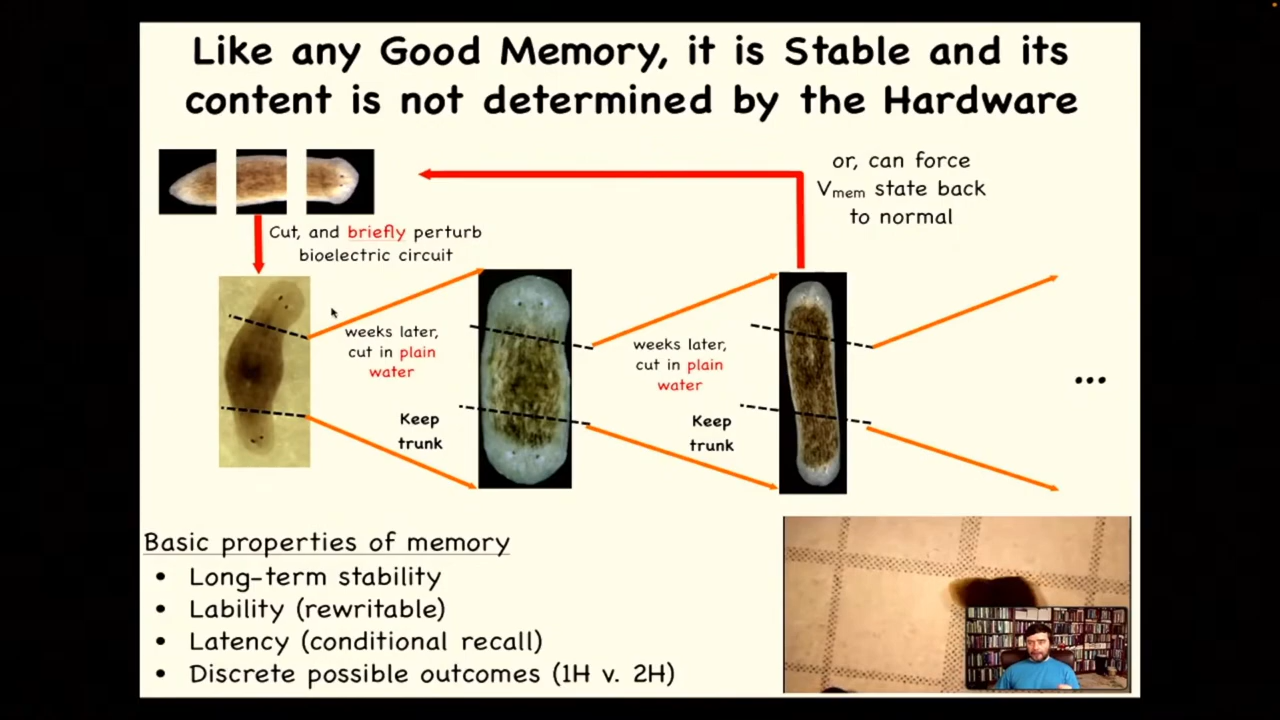 Like any Good Memory, it is Stable and its
content is not determined by the Hardware
or, can force
Vmem state back
to normal
Cut, and briefly perturb
bioelectric circuit
weeks later,
cut in plain
water
Keep
trunk
weeks later,
cut in plain
water
Keep
trunk
...
Basic properties of memory
• Long-term stability
• Lability (rewritable)
• Latency (conditional recall)
• Discrete possible outcomes (1H v. 2H)